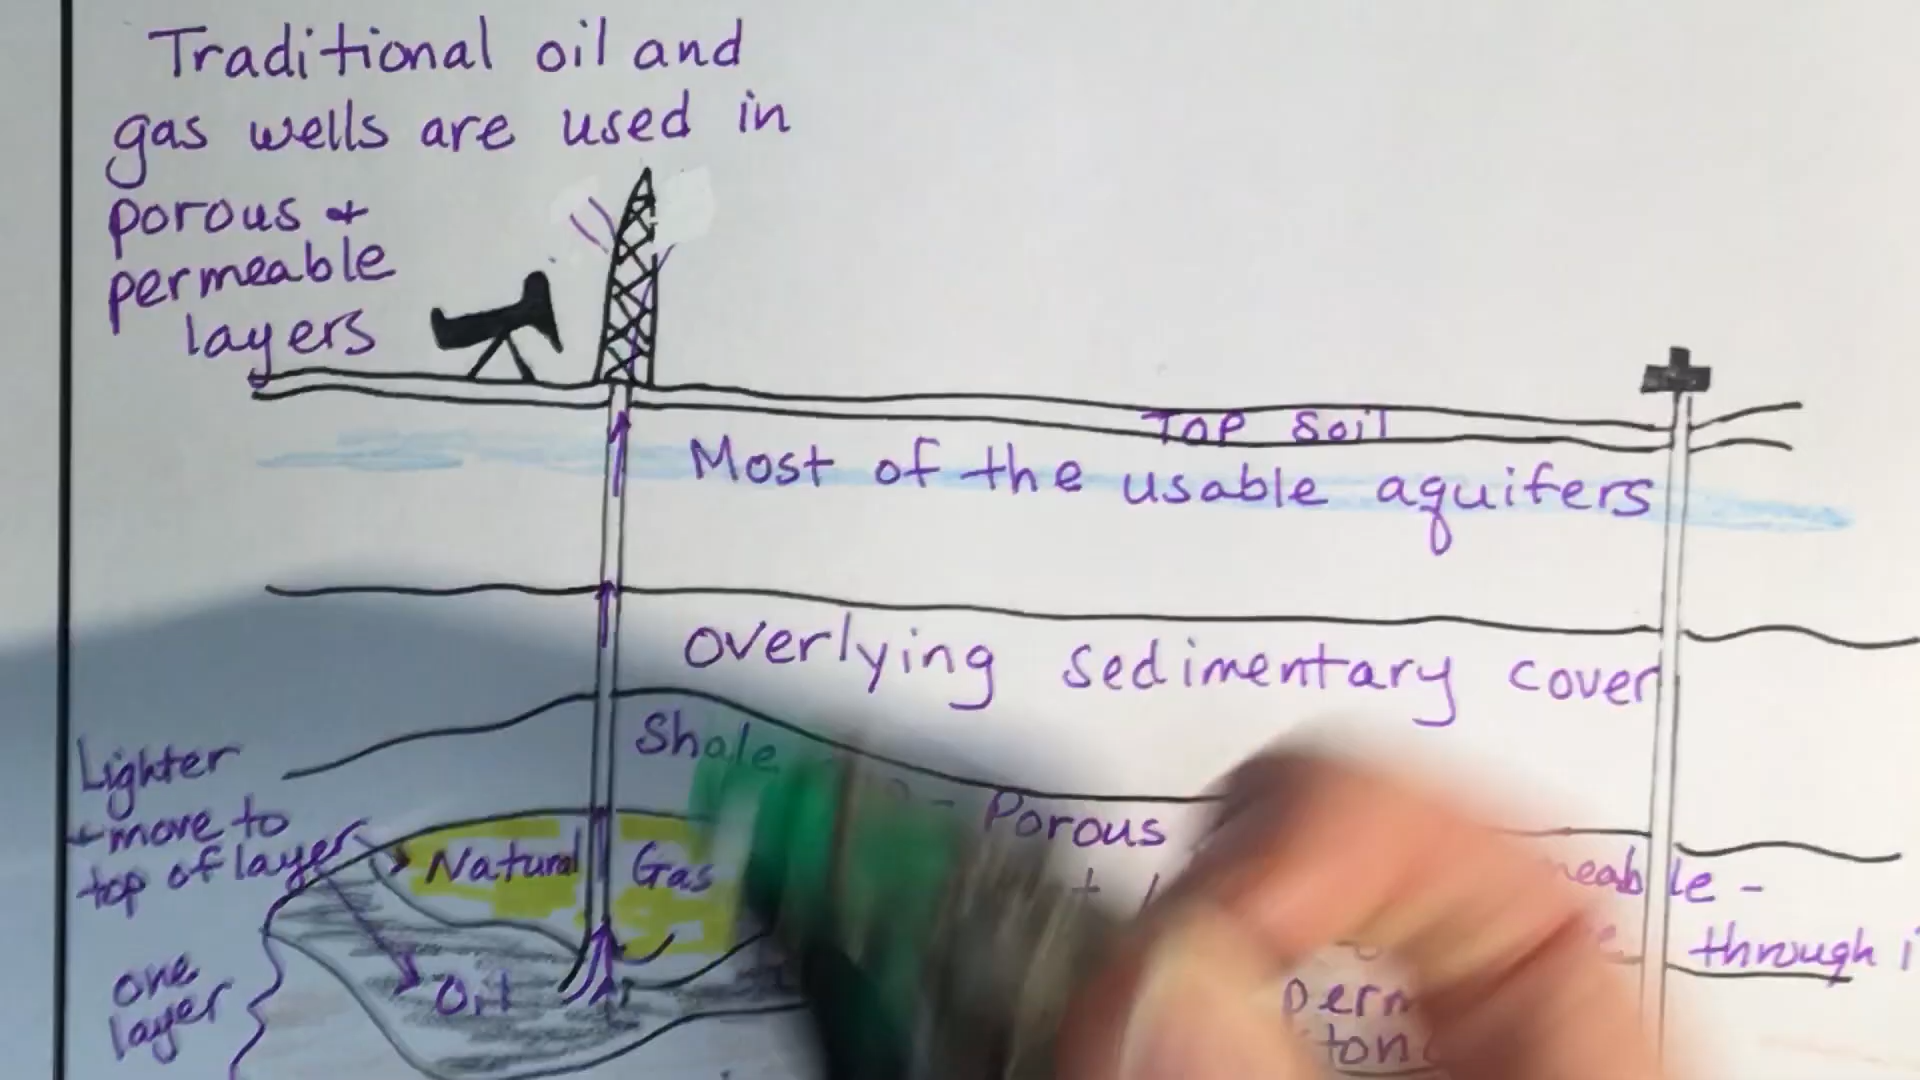 Traditional oil and
gas wells are used in
porous +
permeable
layers
Top Soil
Most of the usable aquifers
Overlying sedimentary cover
Shale
- Porous
Lighter
move to
top of layer
Natural Gas
through
one
layer
Oil